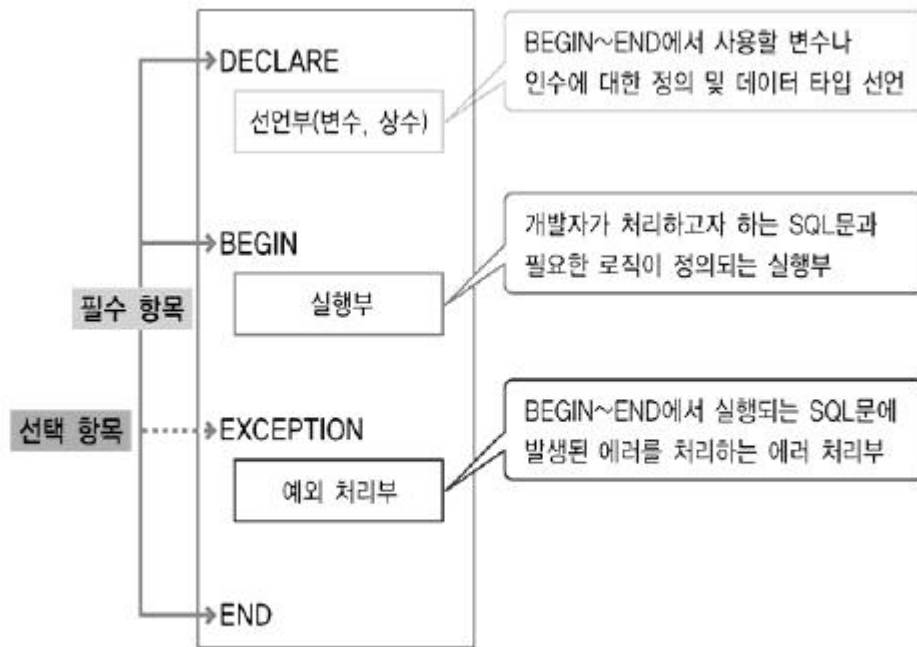 DECLARE
선언부(변수, 상수)
BEGIN~END에서 사용할 변수나
인수에 대한 정의 및 데이터 타입 선언
BEGIN
실행부
개발자가 처리하고자 하는 SQL문과
필요한 로직이 정의되는 실행부
필수 항목
선택 항목
EXCEPTION
예외 처리부
BEGIN~END에서 실행되는 SQL문에
발생된 에러를 처리하는 에러 처리부
END